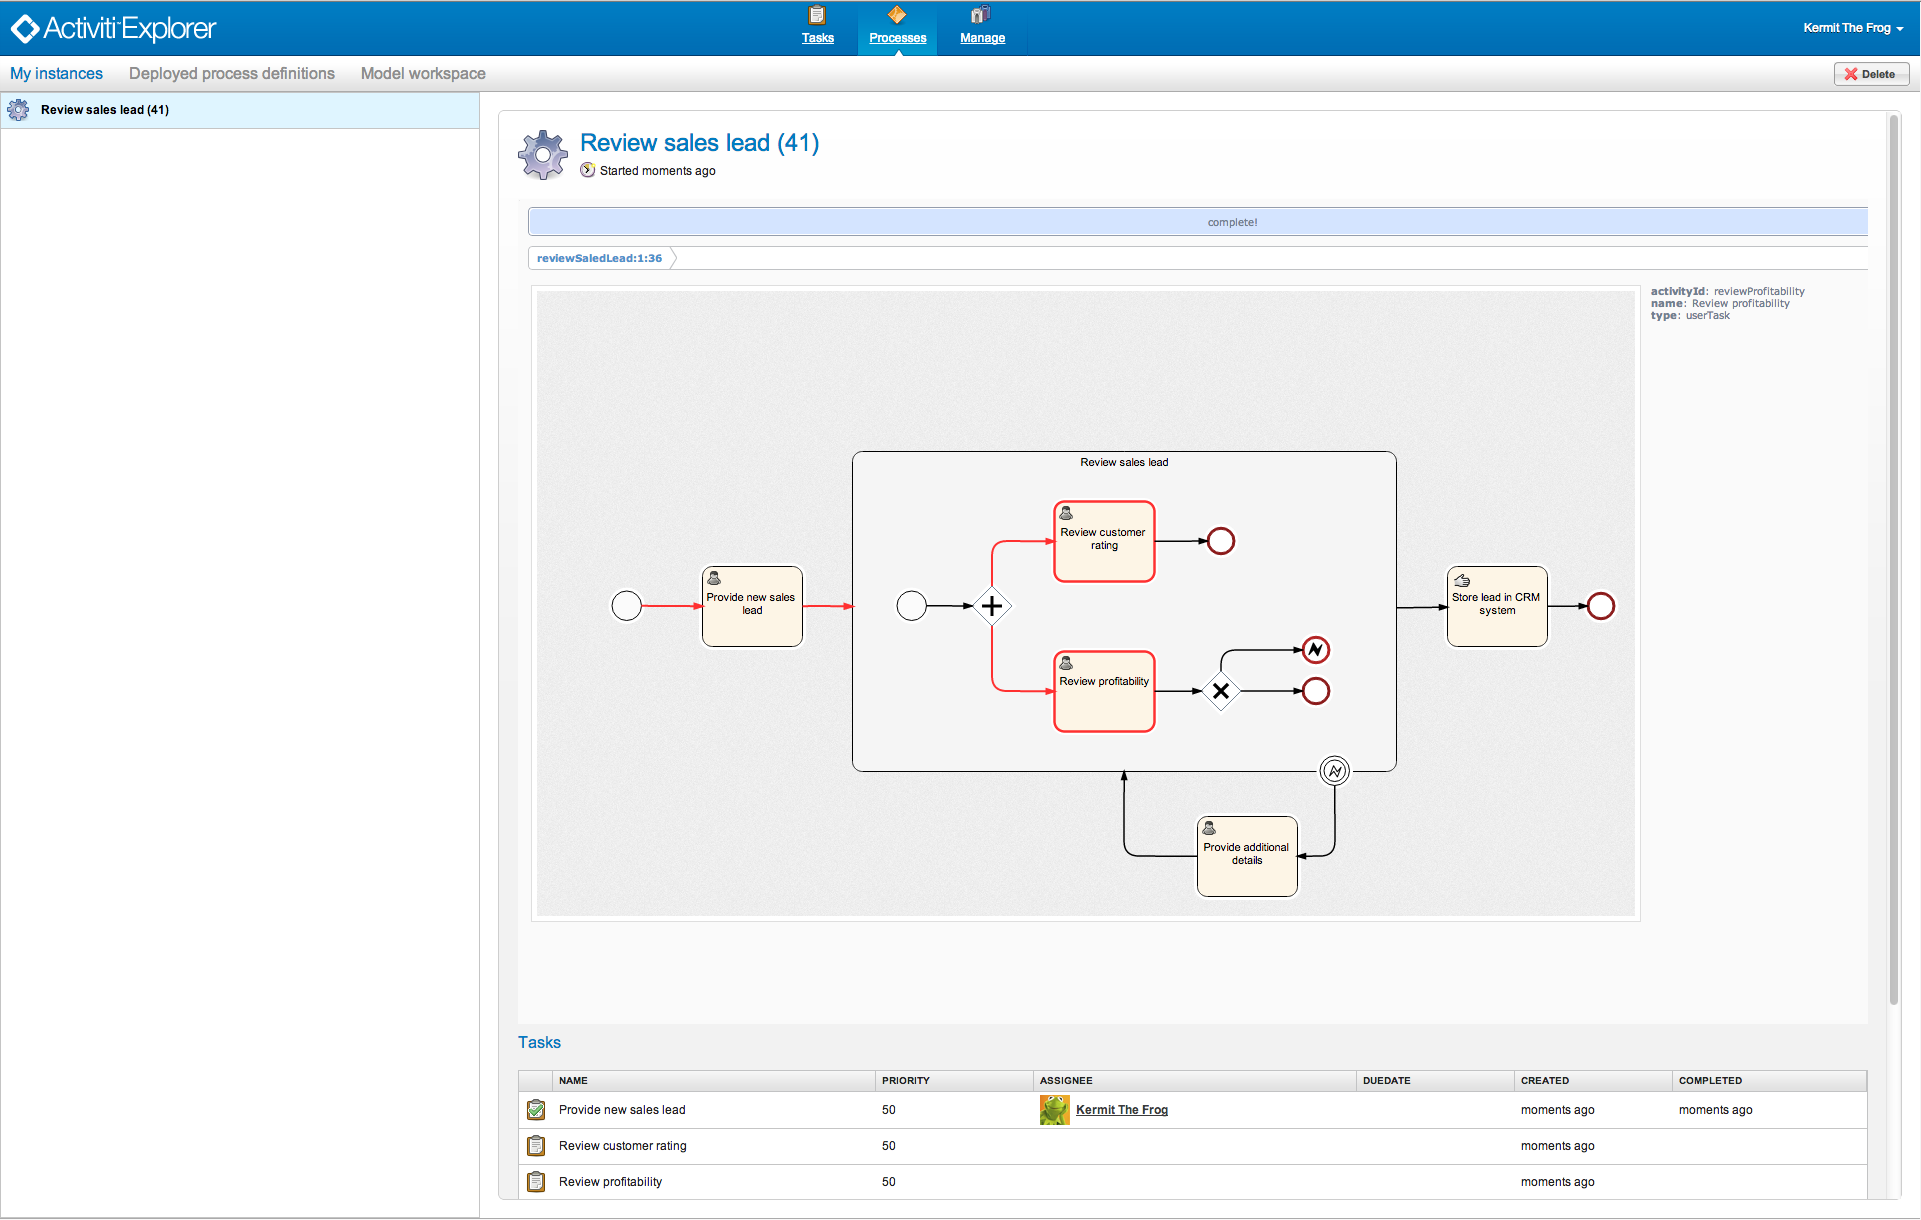 Activiti™Explorer
Tasks
Processes
Manage
Kermit The Frog
My instances
Deployed process definitions
Model workspace
Delete
Review sales lead (41)
Review sales lead (41)
Started moments ago
complete!
reviewSaledLead:1:36
activityId: reviewProfitability
name: Review profitability
type: userTask
Review sales lead
Review customer
rating
Provide new sales
lead
Store lead in CRM
system
Review profitability
Provide additional
details
Tasks
NAME PRIORITY ASSIGNEE DUEDATE CREATED COMPLETED
Provide new sales lead 50 Kermit The Frog moments ago moments ago
Review customer rating 50 moments ago
Review profitability 50 moments ago